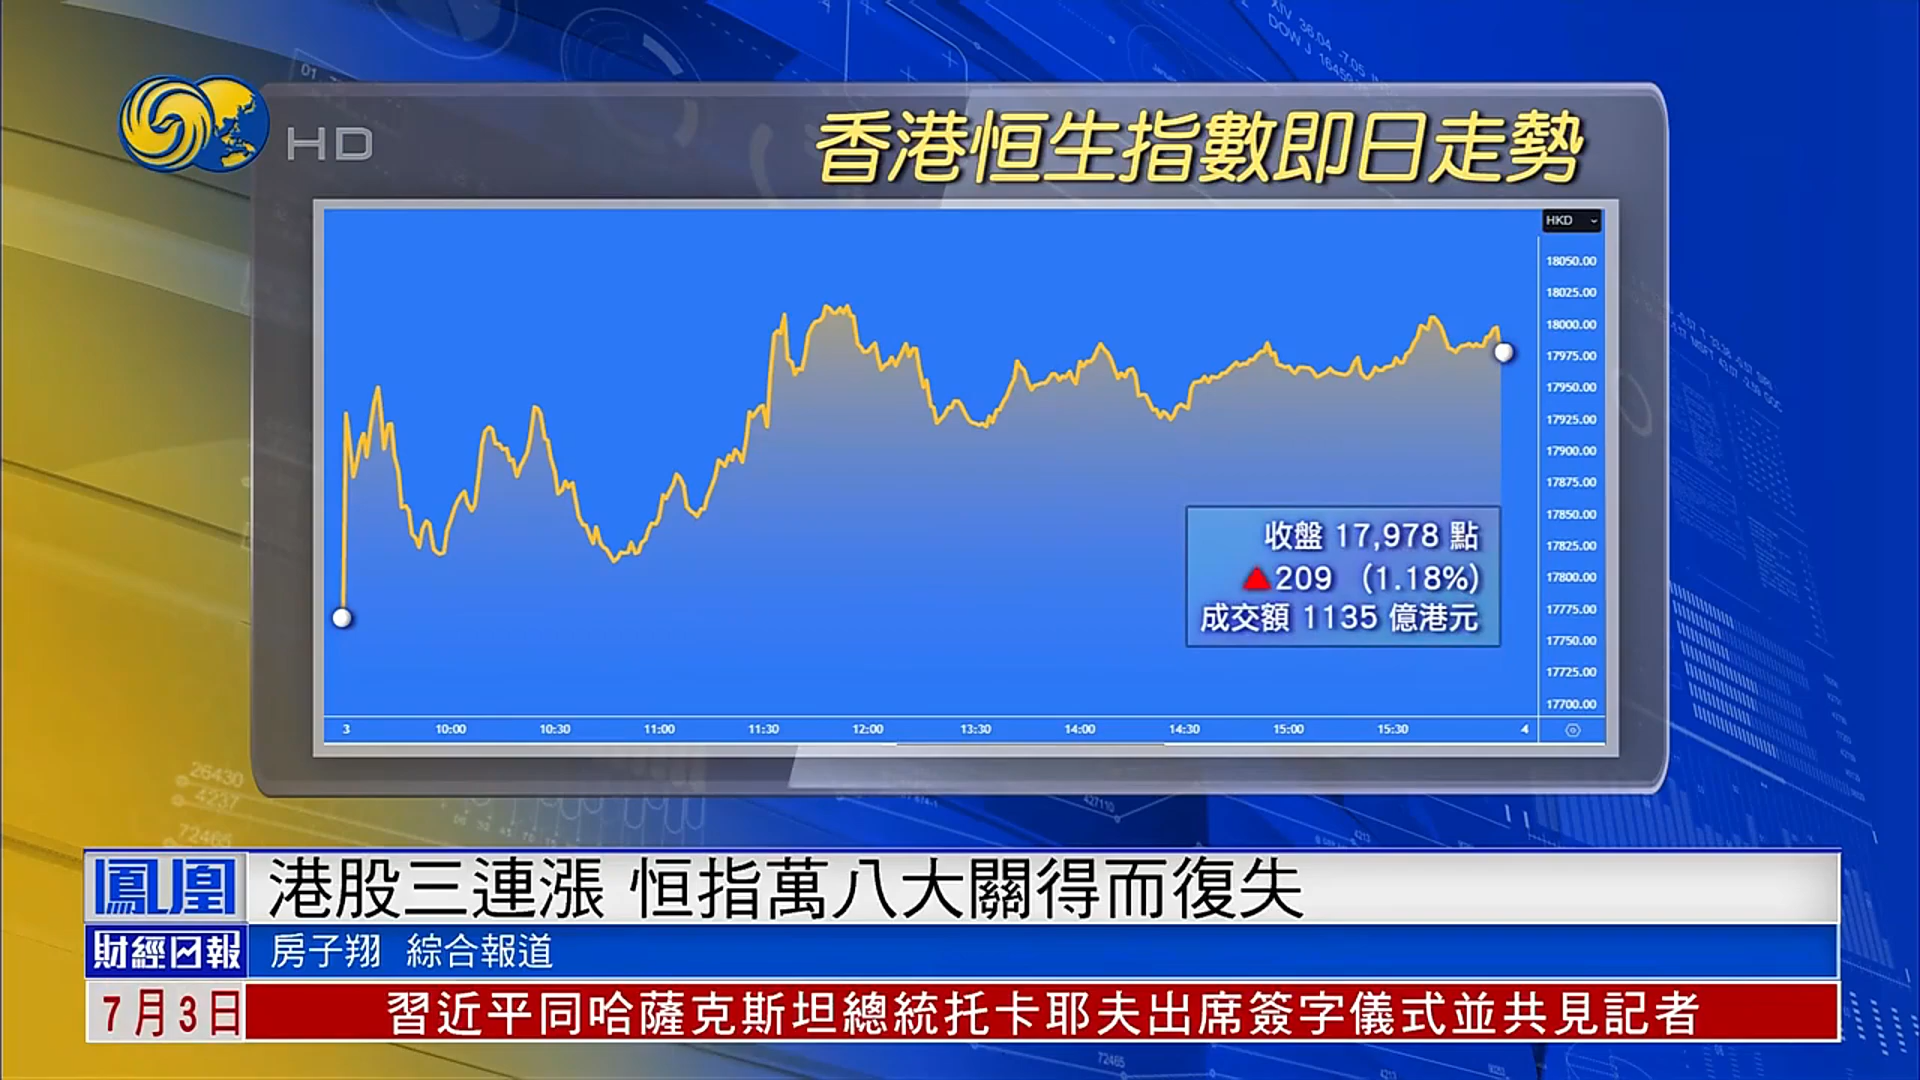 HD
香港恒生指數即日走勢
HKD
18050.00
18025.00
18000.00
17975.00
17950.00
17925.00
17900.00
17875.00
17850.00
17825.00
17800.00
17775.00
17750.00
17725.00
17700.00
收盤 17,978 點
▲209 (1.18%)
成交額 1135 億港元
3 10:00 10:30 11:00 11:30 12:00 13:30 14:00 14:30 15:00 15:30 4
26430
4237
72465
鳳凰 港股三連漲 恒指萬八大關得而復失
財經日報 房子翔 綜合報道
7月3日 習近平同哈薩克斯坦總統托卡耶夫出席簽字儀式並共見記者